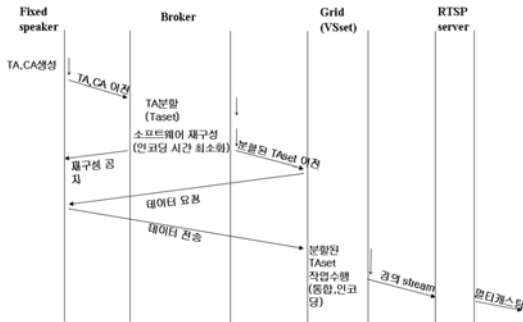 Fixed
speaker
Broker
Grid
(VSset)
RTSP
server
TA,CA생성
TA,CA 이전
TA분할
(Taset)
소프트웨어 재구성
(인코딩 시간 최소화)
분할된 TAset 이전
재구성 공
지
데이터 요청
데이터 전송
분할된
TAset
작업수행
(통합,인코
딩)
강의 stream
멀티캐스팅